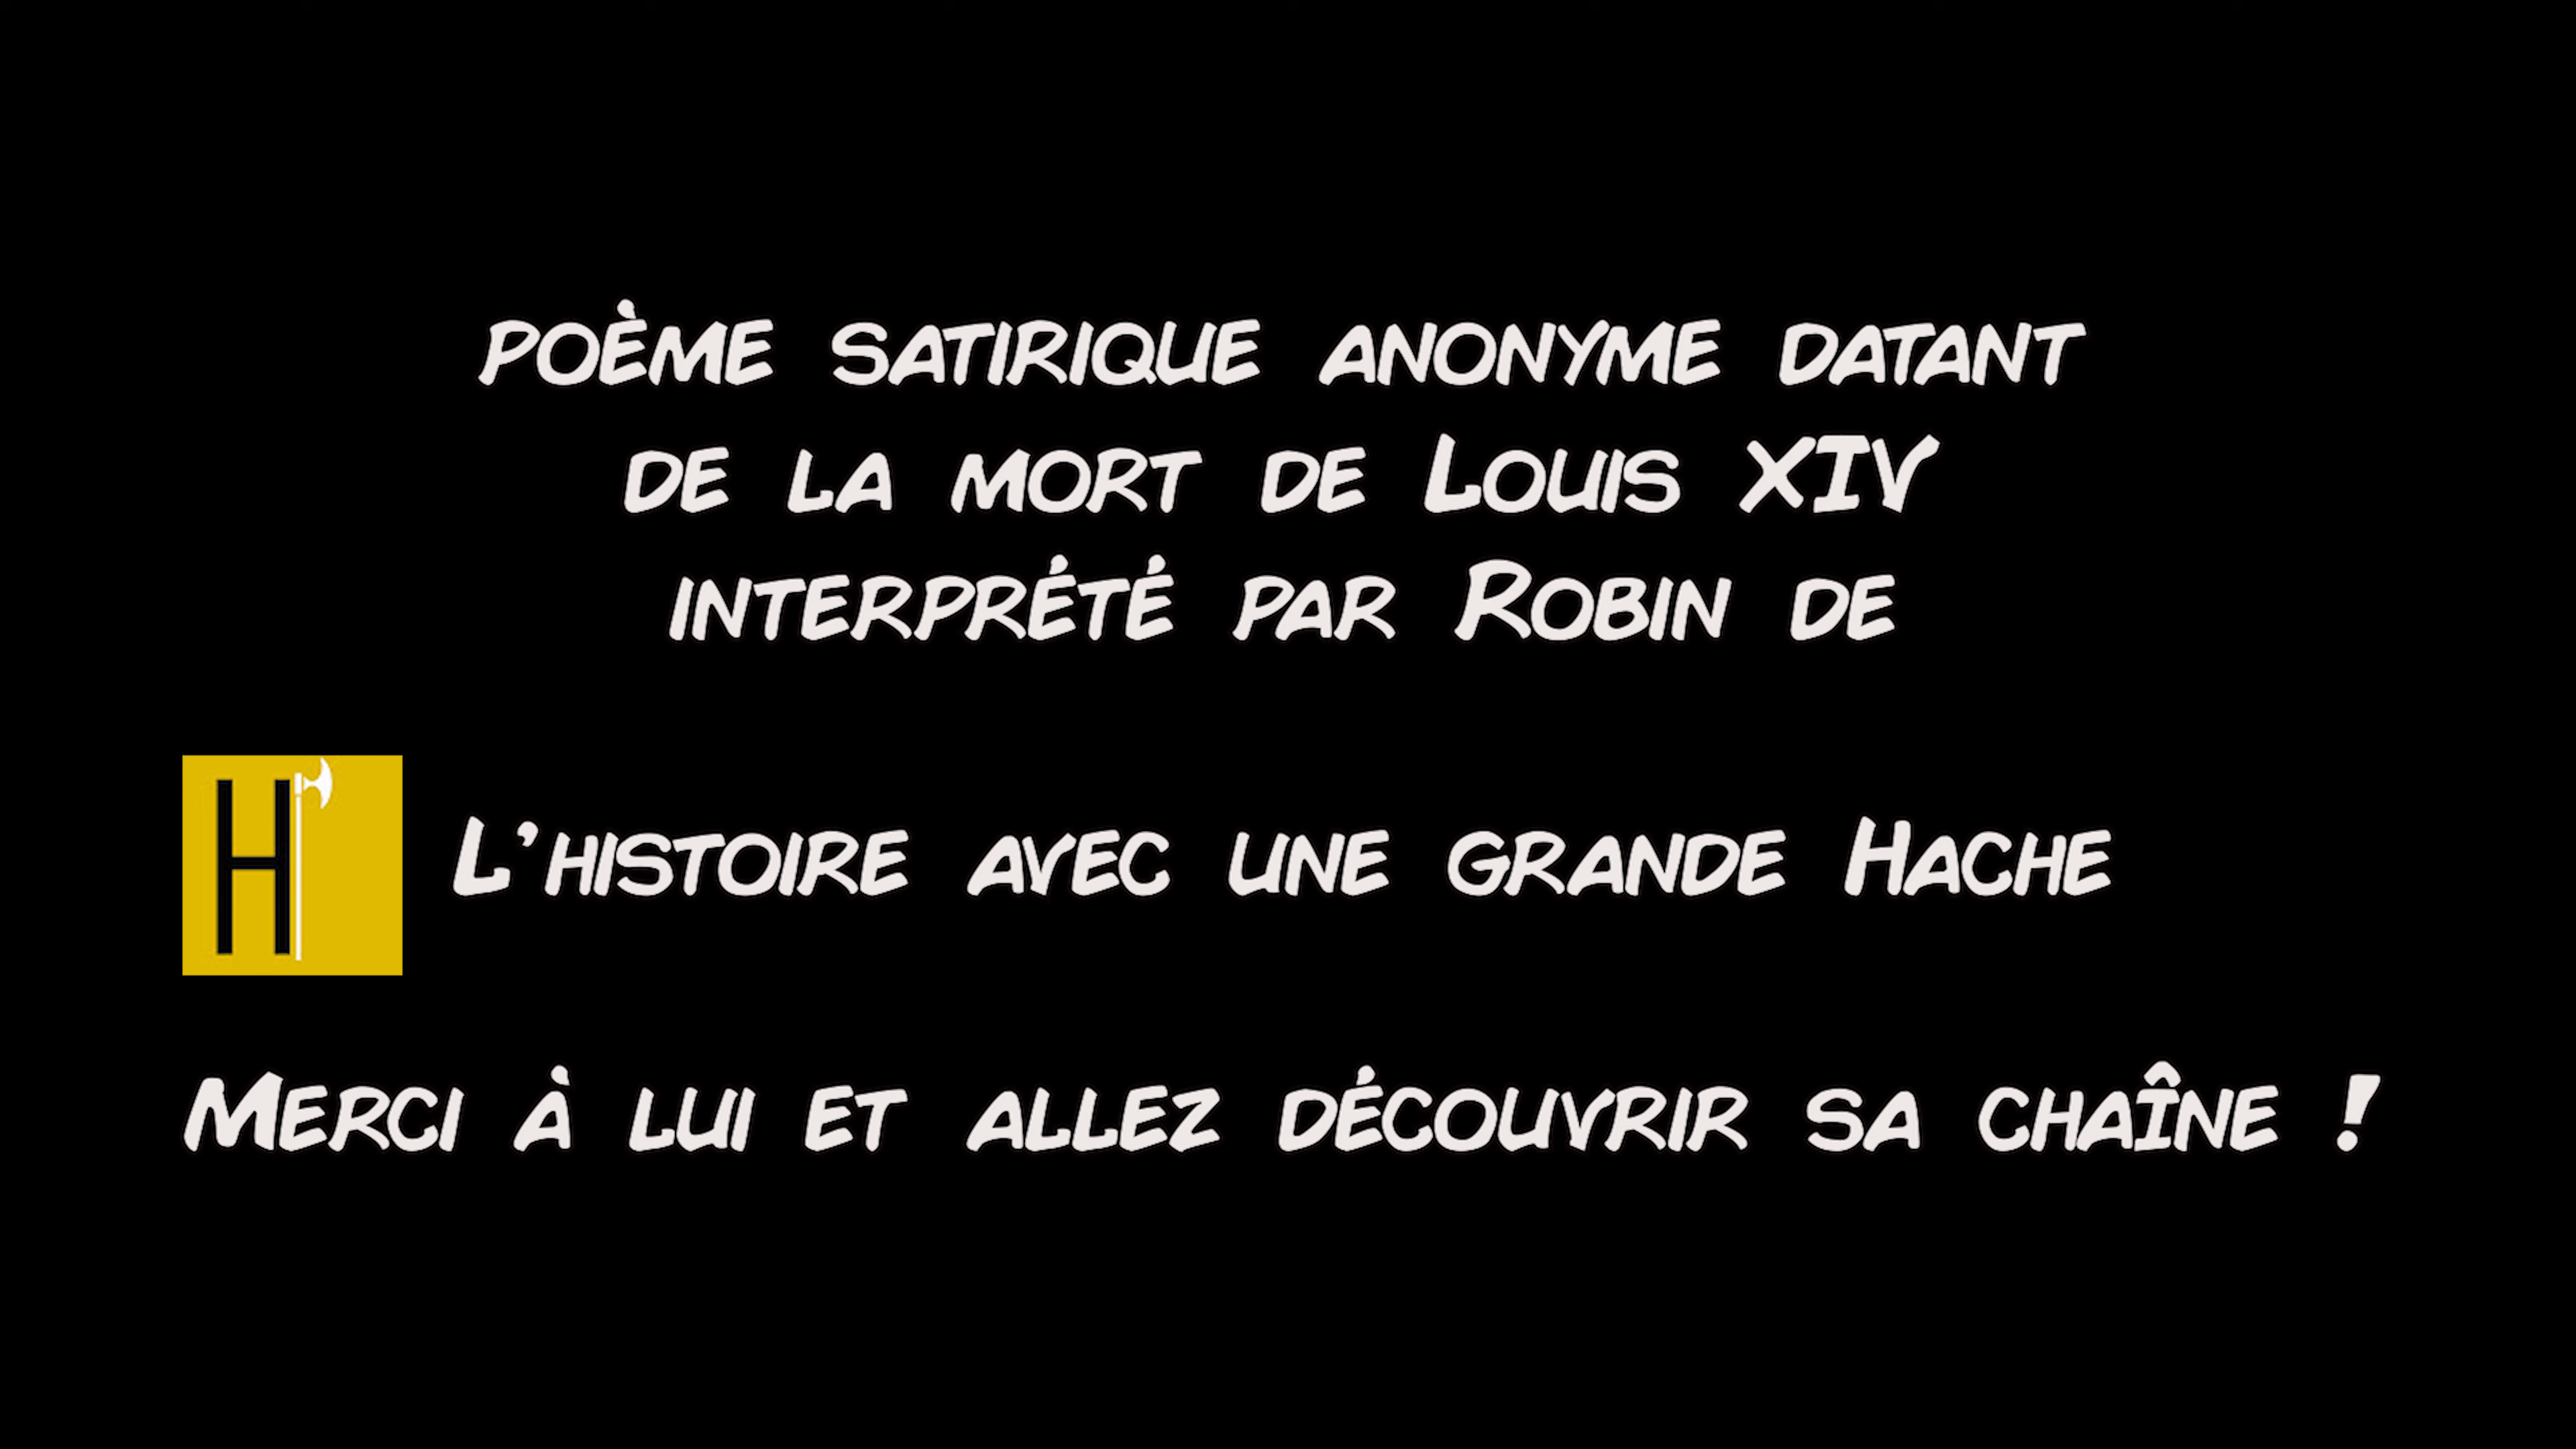 poème satirique anonyme datant
de la mort de Louis XIV
interprété par Robin de
H
L'histoire avec une grande Hache
Merci à lui et allez découvrir sa chaîne !